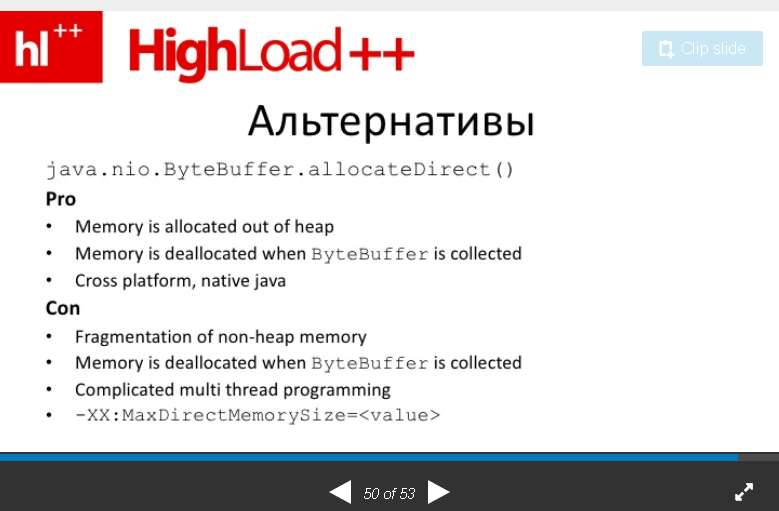 hl++ HighLoad++
Clip slide
Альтернативы
java.nio.ByteBuffer.allocateDirect()
Pro
• Memory is allocated out of heap
• Memory is deallocated when ByteBuffer is collected
• Cross platform, native java
Con
• Fragmentation of non-heap memory
• Memory is deallocated when ByteBuffer is collected
• Complicated multi thread programming
• -XX:MaxDirectMemorySize=<value>
50 of 53